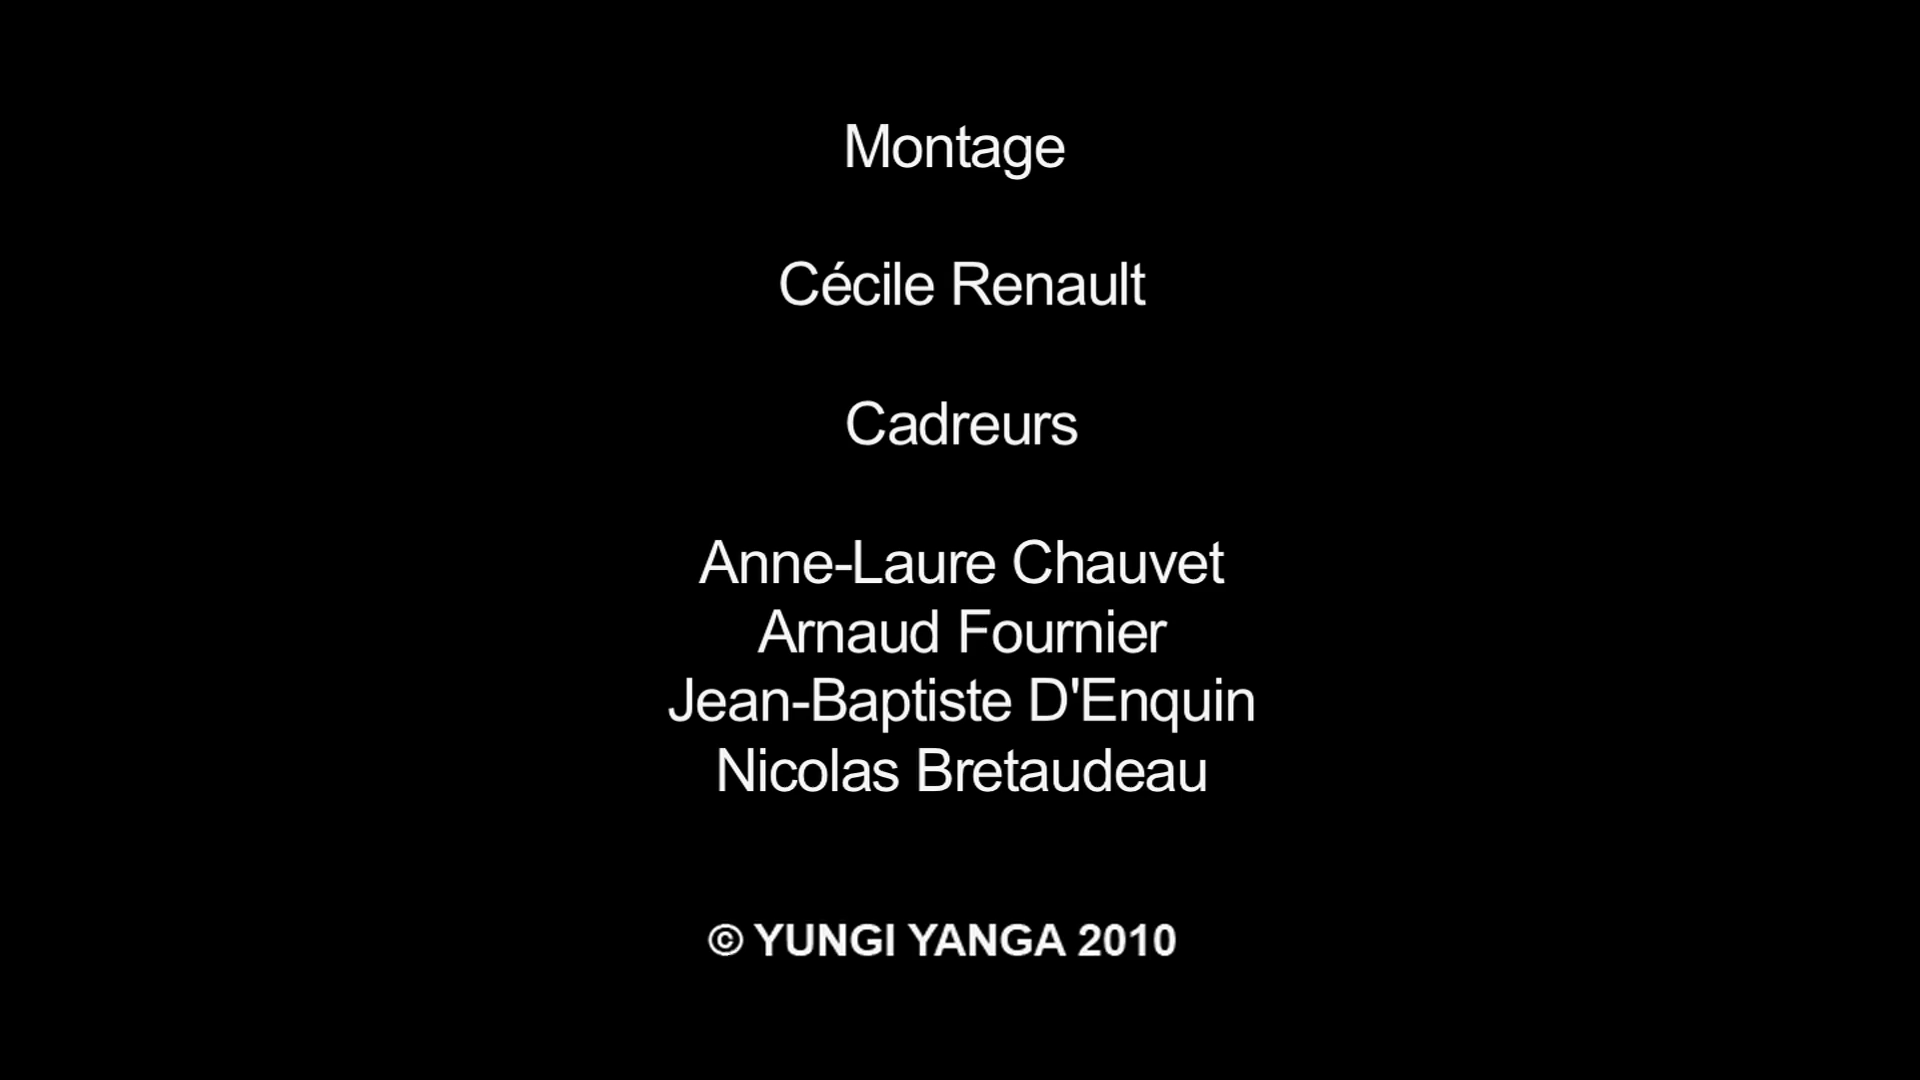 Montage
Cécile Renault
Cadreurs
Anne-Laure Chauvet
Arnaud Fournier
Jean-Baptiste D'Enquin
Nicolas Bretaudeau
© YUNGI YANGA 2010